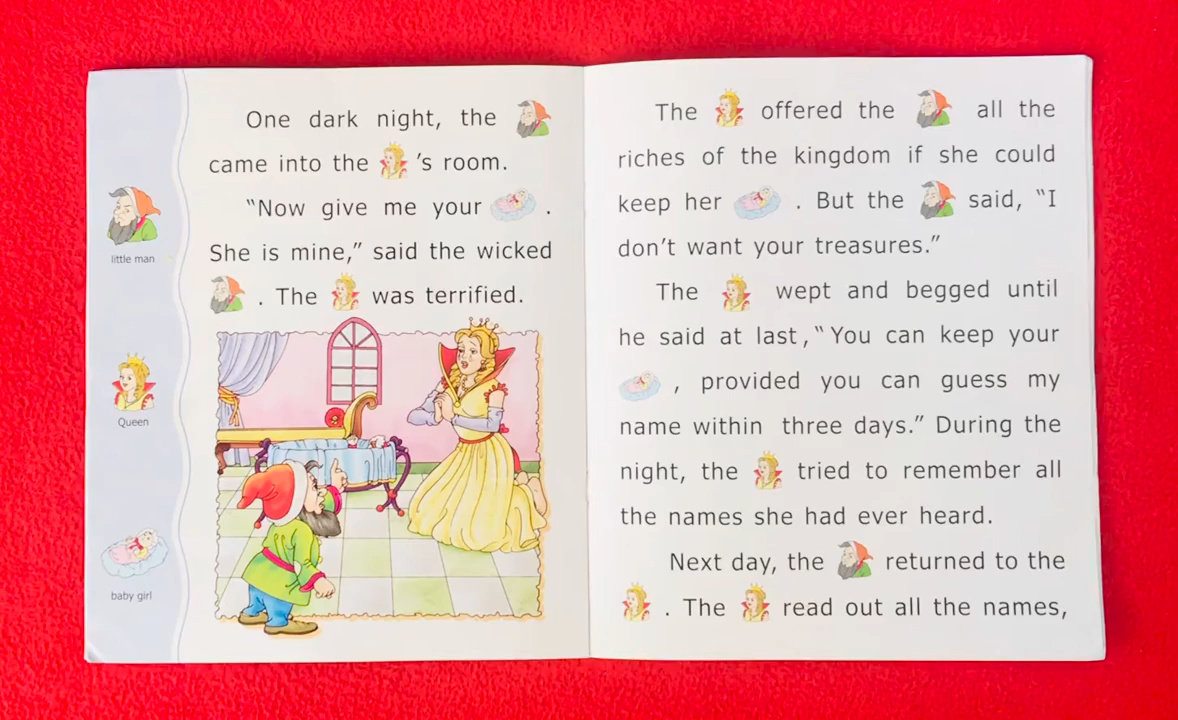 little man
Queen
baby girl
One dark night, the
came into the 's room.
“Now give me your .
She is mine,” said the wicked
. The was terrified.
The offered the all the
riches of the kingdom if she could
keep her . But the said, “I
don’t want your treasures.”
The wept and begged until
he said at last, “You can keep your
, provided you can guess my
name within three days.” During the
night, the tried to remember all
the names she had ever heard.
Next day, the returned to the
. The read out all the names,